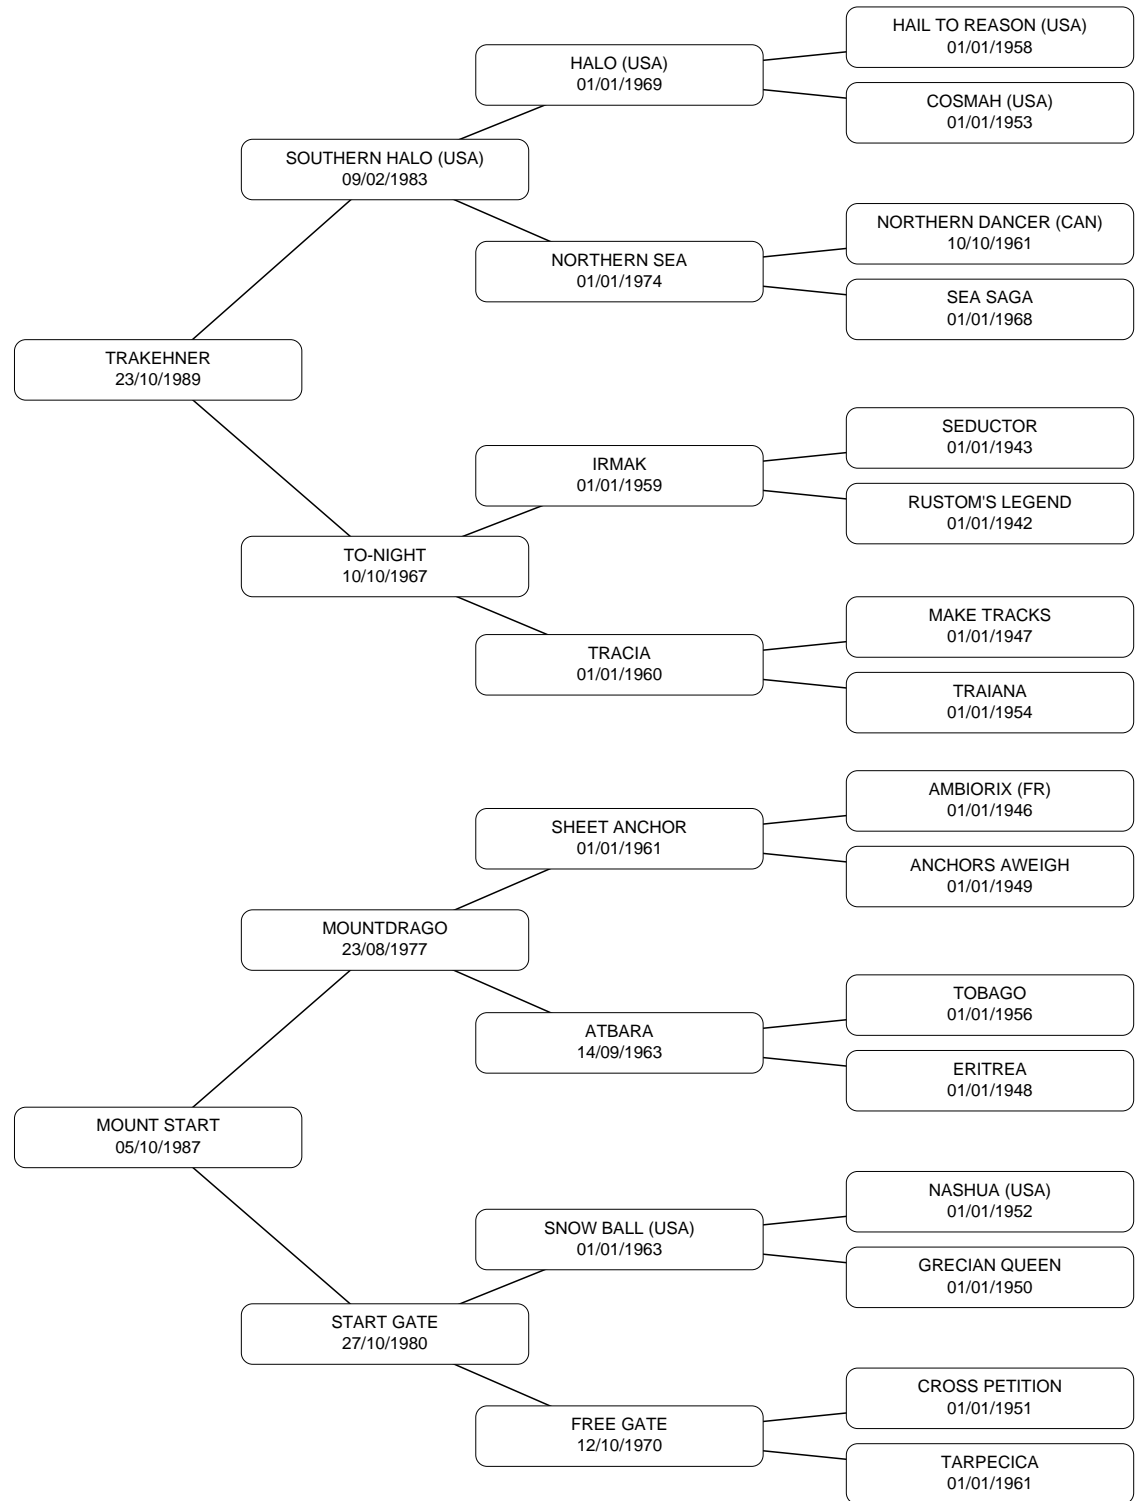 HAIL TO REASON (USA)
01/01/1958
HALO (USA)
01/01/1969
COSMAH (USA)
01/01/1953
SOUTHERN HALO (USA)
09/02/1983
NORTHERN DANCER (CAN)
10/10/1961
NORTHERN SEA
01/01/1974
SEA SAGA
01/01/1968
TRAKEHNER
23/10/1989
SEDUCTOR
01/01/1943
IRMAK
01/01/1959
RUSTOM'S LEGEND
01/01/1942
TO-NIGHT
10/10/1967
MAKE TRACKS
01/01/1947
TRACIA
01/01/1960
TRAIANA
01/01/1954
AMBIORIX (FR)
01/01/1946
SHEET ANCHOR
01/01/1961
ANCHORS AWEIGH
01/01/1949
MOUNTDRAGO
23/08/1977
TOBAGO
01/01/1956
ATBARA
14/09/1963
ERITREA
01/01/1948
MOUNT START
05/10/1987
NASHUA (USA)
01/01/1952
SNOW BALL (USA)
01/01/1963
GRECIAN QUEEN
01/01/1950
START GATE
27/10/1980
CROSS PETITION
01/01/1951
FREE GATE
12/10/1970
TARPECICA
01/01/1961